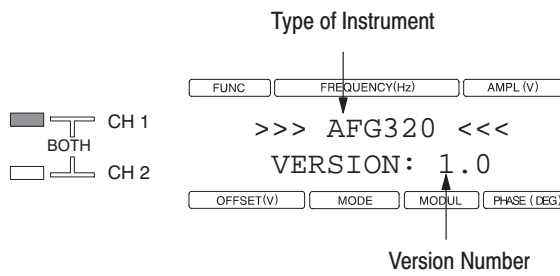 Type of Instrument
FUNC FREQUENCY(Hz) AMPL (V)
CH 1
BOTH
CH 2
>>> AFG320 <<<
VERSION: 1.0
OFFSET(V) MODE MODUL PHASE ( DEG)
Version Number